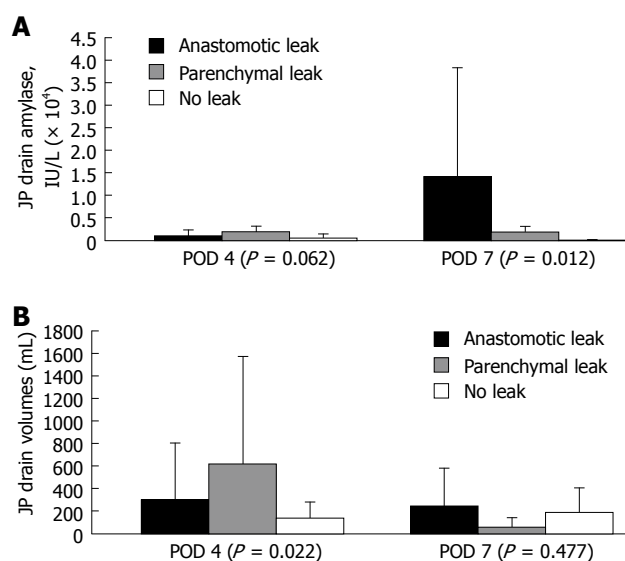 A
Anastomotic leak
Parenchymal leak
No leak
JP drain amylase,
IU/L (× 10⁴)
4.5
4.0
3.5
3.0
2.5
2.0
1.5
1.0
0.5
0
POD 4 (P = 0.062)
POD 7 (P = 0.012)
B
Anastomotic leak
Parenchymal leak
No leak
JP drain volumes (mL)
1800
1600
1400
1200
1000
800
600
400
200
0
POD 4 (P = 0.022)
POD 7 (P = 0.477)